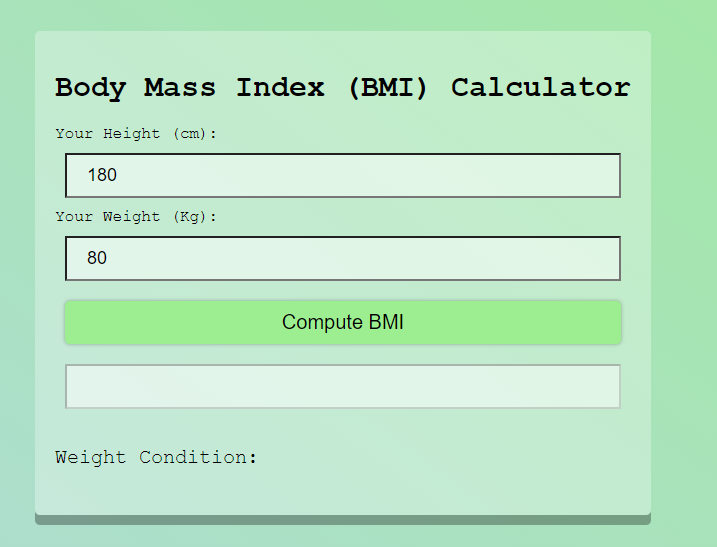 Body Mass Index (BMI) Calculator
Your Height (cm):
180
Your Weight (Kg):
80
Compute BMI
Weight Condition: